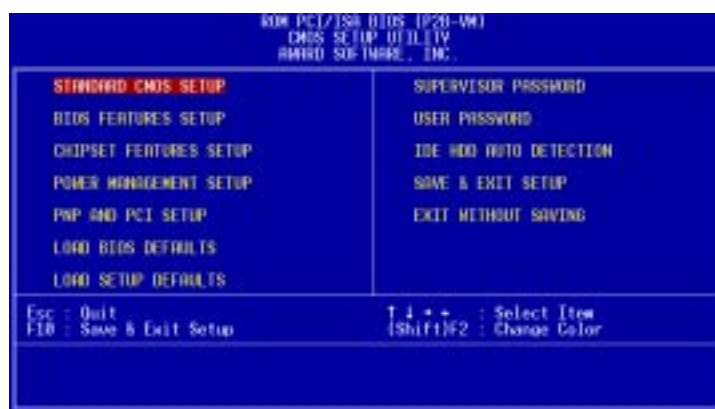 ROM PCI/ISA BIOS (P2B-VM)
CMOS SETUP UTILITY
AWARD SOFTWARE, INC.
STANDARD CMOS SETUP
BIOS FEATURES SETUP
CHIPSET FEATURES SETUP
POWER MANAGEMENT SETUP
PNP AND PCI SETUP
LOAD BIOS DEFAULTS
LOAD SETUP DEFAULTS
SUPERVISOR PASSWORD
USER PASSWORD
IDE HDD AUTO DETECTION
SAVE & EXIT SETUP
EXIT WITHOUT SAVING
Esc : Quit
F10 : Save & Exit Setup
↑ ↓ → ← : Select Item
(Shift)F2 : Change Color